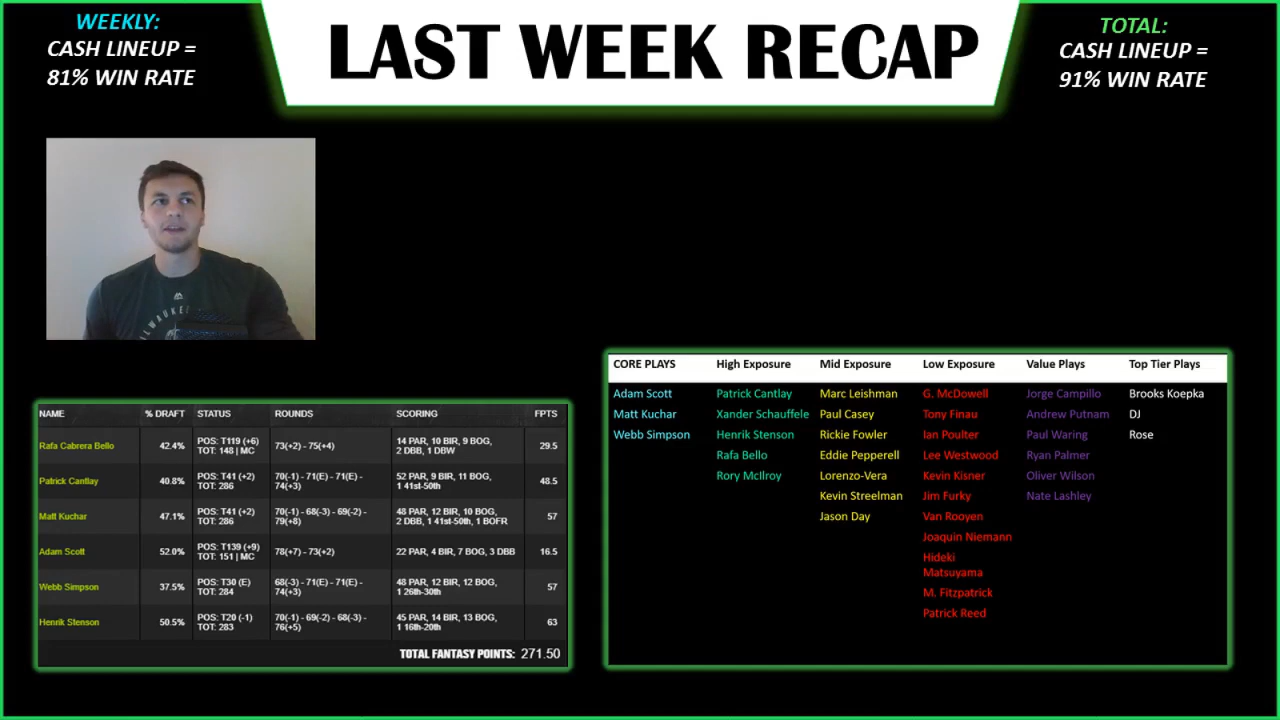 WEEKLY:
CASH LINEUP =
81% WIN RATE
LAST WEEK RECAP
TOTAL:
CASH LINEUP =
91% WIN RATE
NAME % DRAFT STATUS ROUNDS SCORING FPTS
Rafa Cabrera Bello 42.4% POS: T119 (+6) TOT: 148 | MC 73(+2) - 75(+4) 14 PAR, 10 BIR, 9 BOG, 2 DBB, 1 DBW 29.5
Patrick Cantlay 40.8% POS: T41 (+2) TOT: 286 70(-1) - 71(E) - 71(E) - 74(+3) 52 PAR, 9 BIR, 11 BOG, 1 41st-50th 48.5
Matt Kuchar 47.1% POS: T41 (+2) TOT: 286 70(-1) - 68(-3) - 69(-2) - 79(+8) 48 PAR, 12 BIR, 10 BOG, 2 DBB, 1 41st-50th, 1 BOFR 57
Adam Scott 52.0% POS: T139 (+9) TOT: 151 | MC 78(+7) - 73(+2) 22 PAR, 4 BIR, 7 BOG, 3 DBB 16.5
Webb Simpson 37.5% POS: T30 (E) TOT: 284 68(-3) - 71(E) - 71(E) - 74(+3) 48 PAR, 12 BIR, 12 BOG, 1 26th-30th 57
Henrik Stenson 50.5% POS: T20 (-1) TOT: 283 70(-1) - 69(-2) - 68(-3) - 76(+5) 45 PAR, 14 BIR, 13 BOG, 1 16th-20th 63
TOTAL FANTASY POINTS: 271.50
CORE PLAYS High Exposure Mid Exposure Low Exposure Value Plays Top Tier Plays
Adam Scott Patrick Cantlay Marc Leishman G. McDowell Jorge Campillo Brooks Koepka
Matt Kuchar Xander Schauffele Paul Casey Tony Finau Andrew Putnam DJ
Webb Simpson Henrik Stenson Rickie Fowler Ian Poulter Paul Waring Rose
Rafa Bello Eddie Pepperell Lee Westwood Ryan Palmer
Rory McIlroy Lorenzo-Vera Kevin Kisner Oliver Wilson
Kevin Streelman Jim Furky Nate Lashley
Jason Day Van Rooyen
Joaquin Niemann
Hideki
Matsuyama
M. Fitzpatrick
Patrick Reed